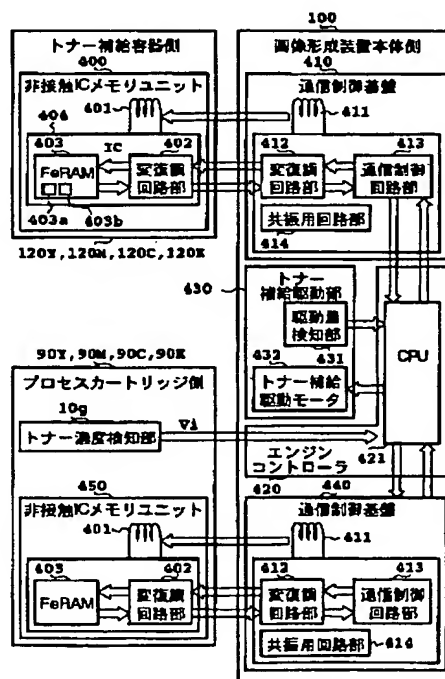 トナー補給容器側
400
非接触ICメモリユニット
401
404
403
IC
402
FeRAM
変復調
回路部
403a
403b
120Y,120M,120C,120K
100
画像形成装置本体側
410
通信制御基盤
411
412
413
変復調
回路部
通信制御
回路部
共振用回路部
414
430
トナー
補給駆動部
駆動量
検知部
432
431
トナー補給
駆動モータ
CPU
421
エンジン
コントローラ
420
90Y,90M,90C,90K
プロセスカートリッジ側
10g
Vi
トナー濃度検知部
450
非接触ICメモリユニット
401
403
402
FeRAM
変復調
回路部
440
通信制御基盤
411
412
413
変復調
回路部
通信制御
回路部
共振用回路部
414